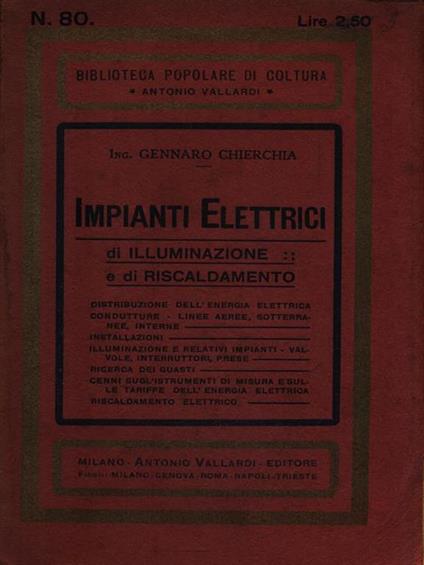 N. 80.
Lire 2,50
BIBLIOTECA POPOLARE DI COLTURA
• ANTONIO VALLARDI •
ING. GENNARO CHIERCHIA
IMPIANTI ELETTRICI
di ILLUMINAZIONE ::
e di RISCALDAMENTO
DISTRIBUZIONE DELL'ENERGIA ELETTRICA
CONDUTTURE - LINEE AEREE, SOTTERRA-
NEE, INTERNE
INSTALLAZIONI
ILLUMINAZIONE E RELATIVI IMPIANTI - VAL-
VOLE, INTERRUTTORI, PRESE
RICERCA DEI GUASTI
CENNI SUGL'ISTRUMENTI DI MISURA E SUL-
LE TARIFFE DELL'ENERGIA ELETTRICA
RISCALDAMENTO ELETTRICO
MILANO - ANTONIO VALLARDI - EDITORE
FILIALI - MILANO - GENOVA - ROMA - NAPOLI - TRIESTE